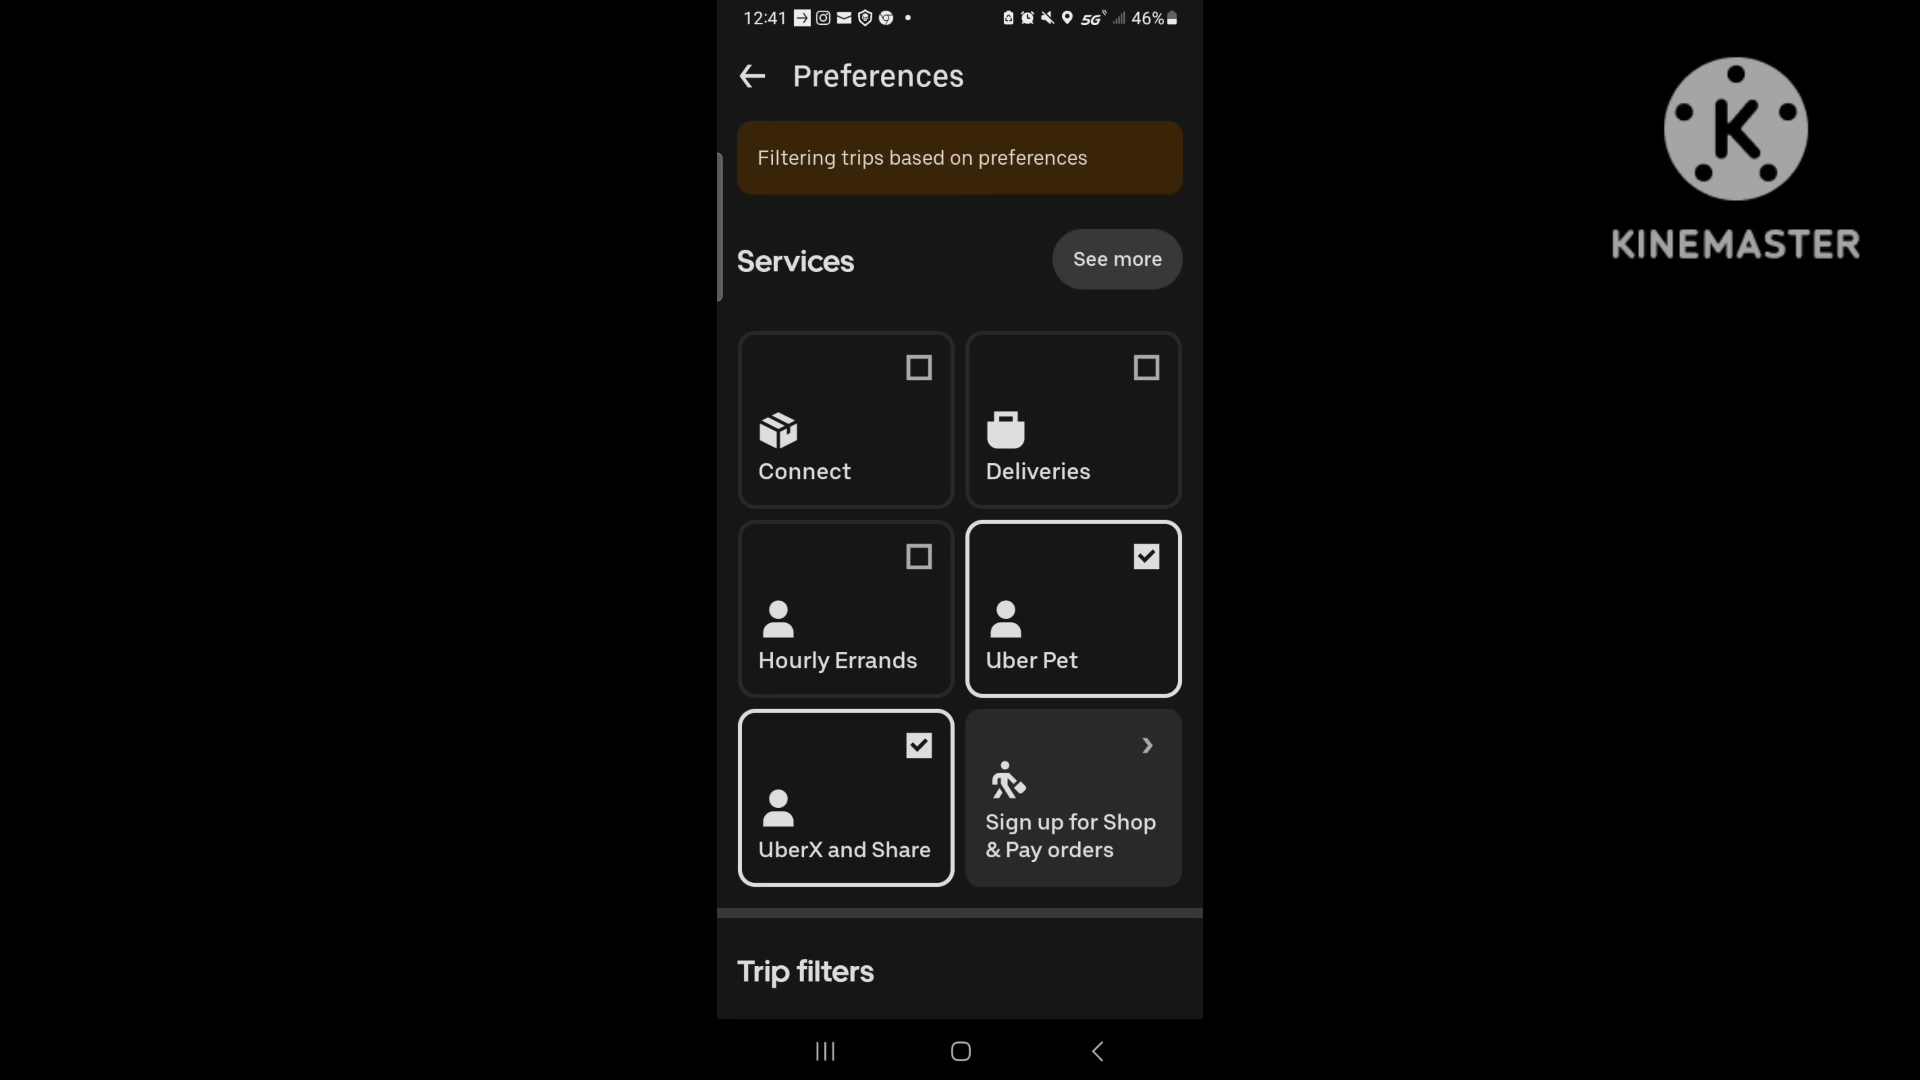 12:41
5G
46%
Preferences
K
KINEMASTER
Filtering trips based on preferences
Services
See more
Connect
Deliveries
Hourly Errands
Uber Pet
UberX and Share
Sign up for Shop
& Pay orders
Trip filters